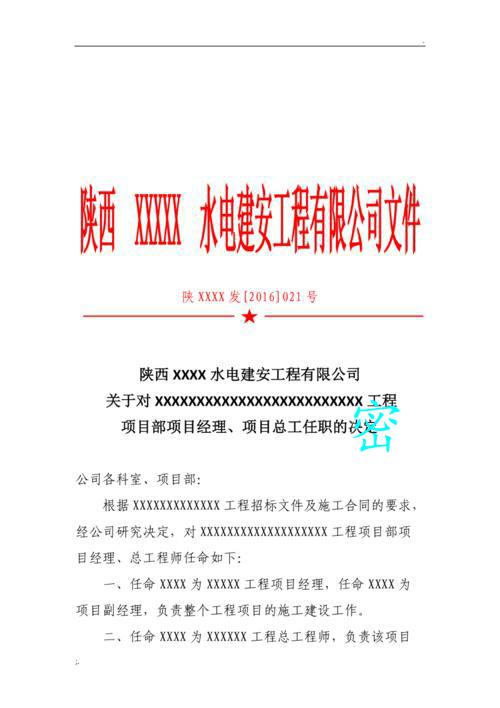 陕西 XXXXX 水电建安工程有限公司文件
陕 XXXX 发[2016]021 号
陕西 XXXX 水电建安工程有限公司
关于对 XXXXXXXXXXXXXXXXXXXXXXXXX 工程
项目部项目经理、项目总工任职的决定
密
公司各科室、项目部：
根据 XXXXXXXXXXXXX 工程招标文件及施工合同的要求，
经公司研究决定，对 XXXXXXXXXXXXXXXXXXX 工程项目部项
目经理、总工程师任命如下：
一、任命 XXXX 为 XXXXX 工程项目经理，任命 XXXX 为
项目副经理，负责整个工程项目的施工建设工作。
二、任命 XXXX 为 XXXXXX 工程总工程师，负责该项目